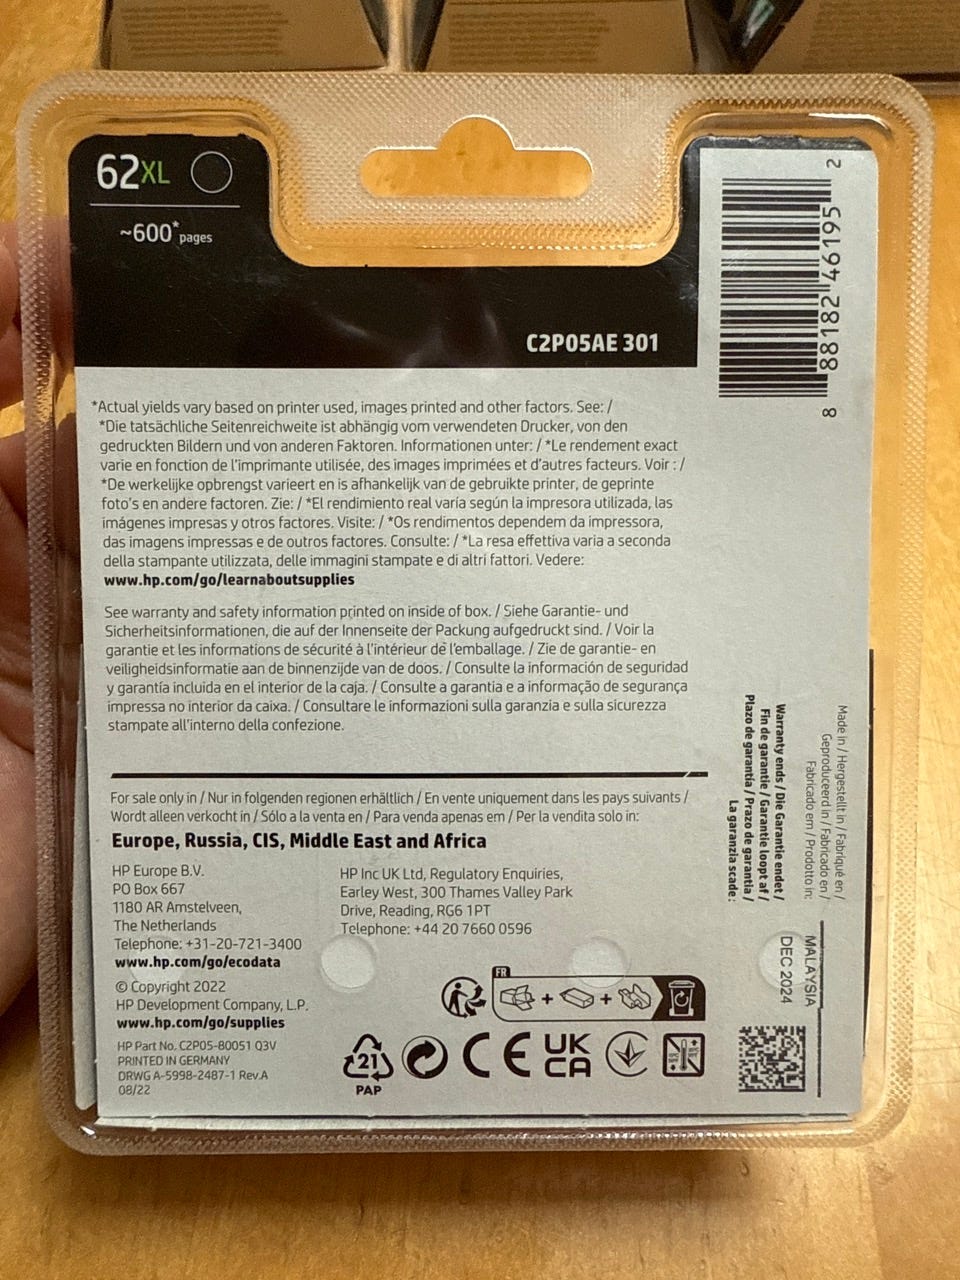 62XL
~600* pages
C2P05AE 301
8 88182 46195 2
*Actual yields vary based on printer used, images printed and other factors. See: /
*Die tatsächliche Seitenreichweite ist abhängig vom verwendeten Drucker, von den
gedruckten Bildern und von anderen Faktoren. Informationen unter: / *Le rendement exact
varie en fonction de l'imprimante utilisée, des images imprimées et d'autres facteurs. Voir : /
*De werkelijke opbrengst varieert en is afhankelijk van de gebruikte printer, de geprinte
foto's en andere factoren. Zie: / *El rendimiento real varía según la impresora utilizada, las
imágenes impresas y otros factores. Visite: / *Os rendimentos dependem da impressora,
das imagens impressas e de outros factores. Consulte: / *La resa effettiva varia a seconda
della stampante utilizzata, delle immagini stampate e di altri fattori. Vedere:
www.hp.com/go/learnaboutsupplies
See warranty and safety information printed on inside of box. / Siehe Garantie- und
Sicherheitsinformationen, die auf der Innenseite der Packung aufgedruckt sind. / Voir la
garantie et les informations de sécurité à l'intérieur de l'emballage. / Zie de garantie- en
veiligheidsinformatie aan de binnenzijde van de doos. / Consulte la información de seguridad
y garantía incluida en el interior de la caja. / Consulte a garantia e a informação de segurança
impressa no interior da caixa. / Consultare le informazioni sulla garanzia e sulla sicurezza
stampate all'interno della confezione.
For sale only in / Nur in folgenden regionen erhältlich / En vente uniquement dans les pays suivants /
Wordt alleen verkocht in / Sólo a la venta en / Para venda apenas em / Per la vendita solo in:
Europe, Russia, CIS, Middle East and Africa
HP Europe B.V.
PO Box 667
1180 AR Amstelveen,
The Netherlands
Telephone: +31-20-721-3400
www.hp.com/go/ecodata
© Copyright 2022
HP Development Company, L.P.
www.hp.com/go/supplies
HP Part No. C2P05-80051 Q3V
PRINTED IN GERMANY
DRWG A-5998-2487-1 Rev.A
08/22
HP Inc UK Ltd, Regulatory Enquiries,
Earley West, 300 Thames Valley Park
Drive, Reading, RG6 1PT
Telephone: +44 20 7660 0596
FR
21
PAP
CE
UK
CA
Made in / Hergestellt in / Fabriqué en /
Geproduceerd in / Fabricado en /
Fabricado em / Prodotto in:
Warranty ends / Die Garantie endet /
Fin de garantie / Garantie loopt af /
Plazo de garantía / Prazo de garantia /
La garanzia scade:
MALAYSIA
DEC 2024